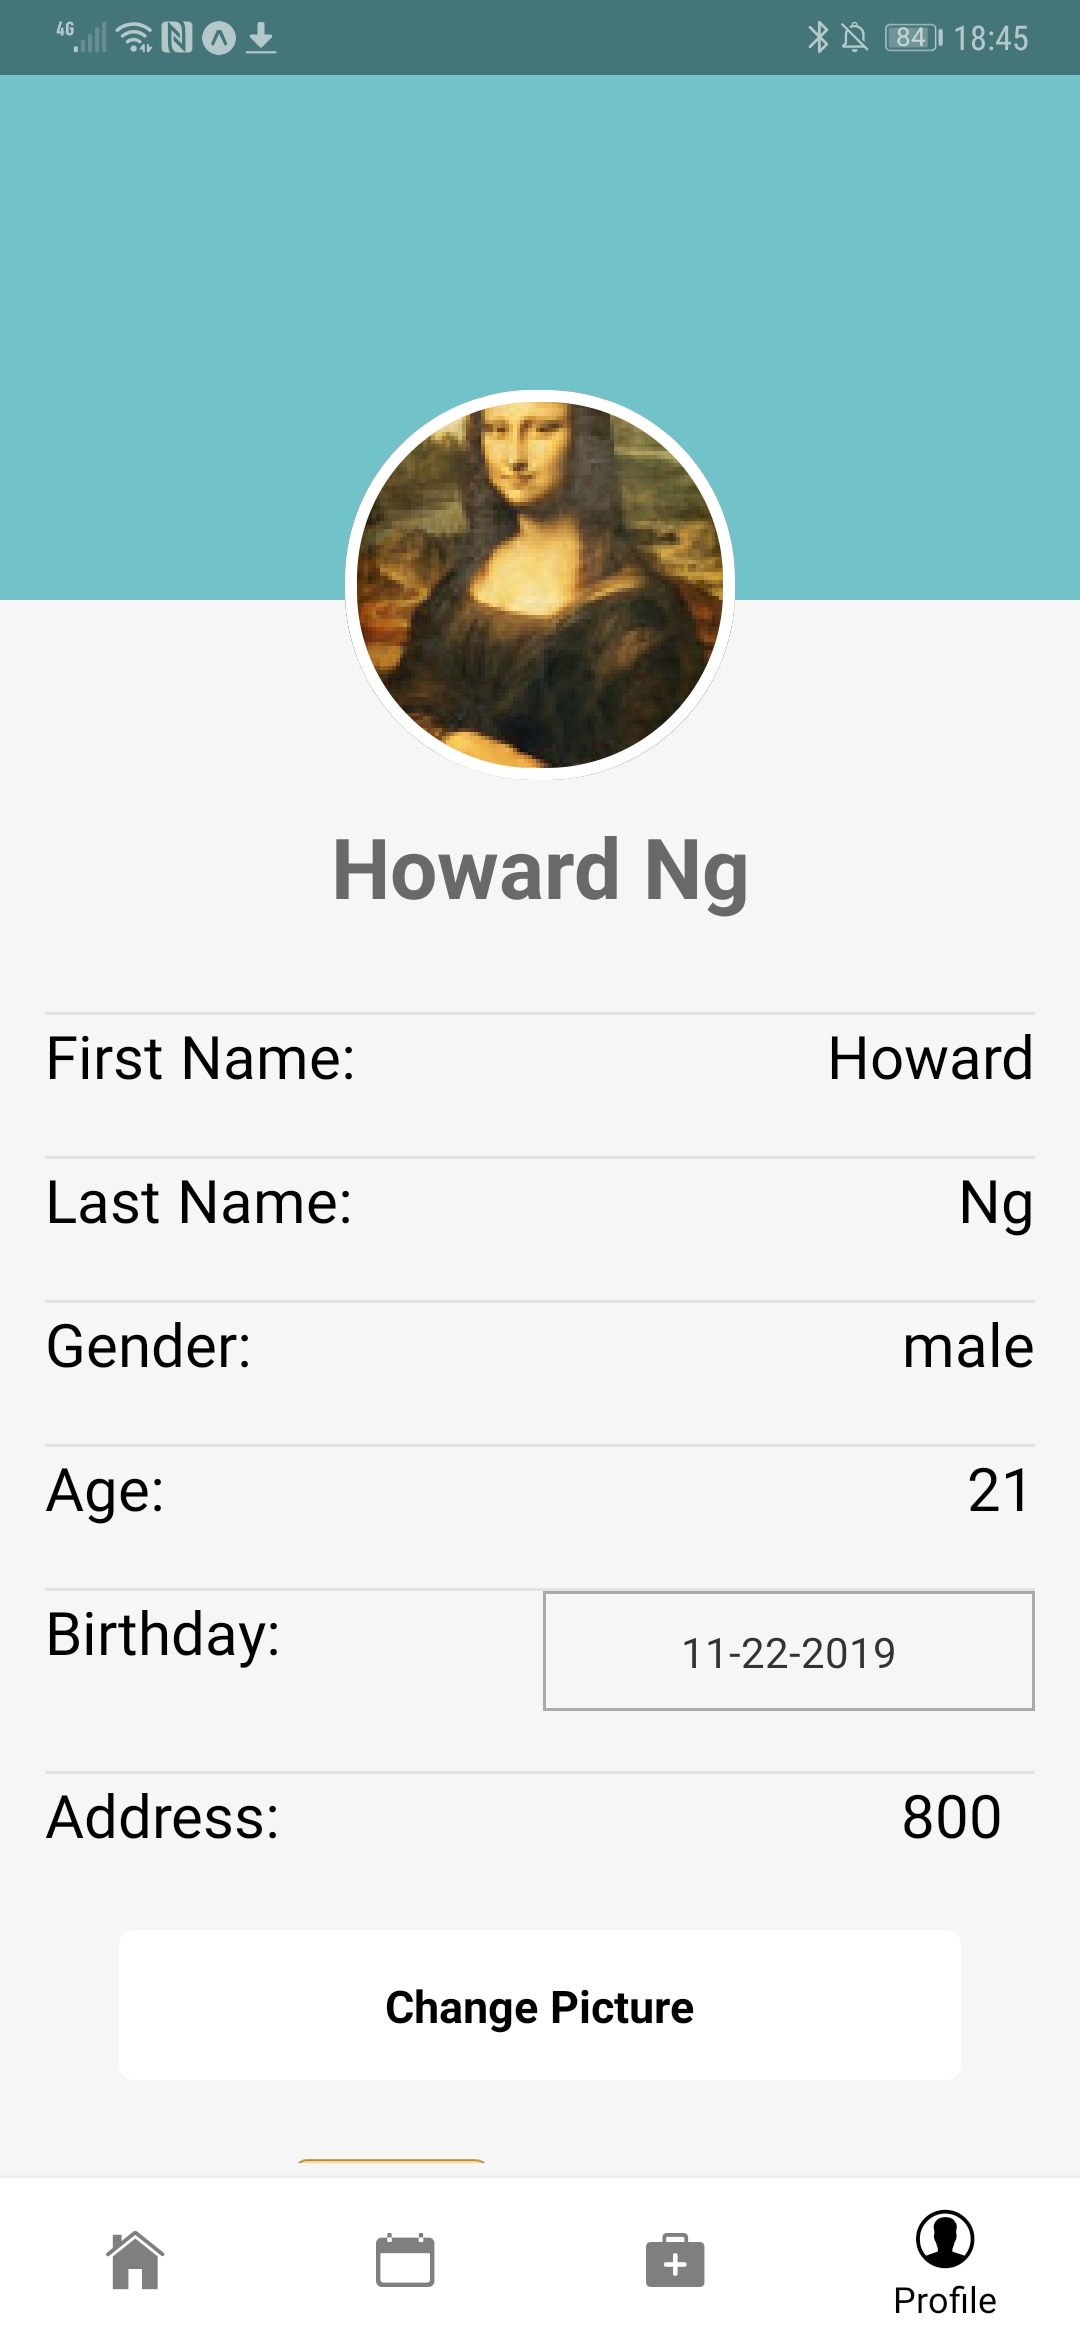 4G 84 18:45
Howard Ng
First Name: Howard
Last Name: Ng
Gender: male
Age: 21
Birthday: 11-22-2019
Address: 800
Change Picture
Profile